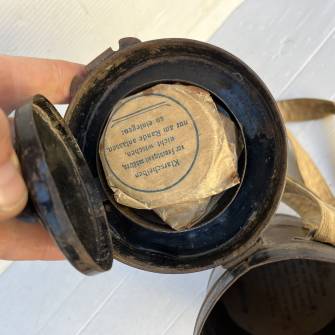 Klarscheiben
vor Feuchtigkeit schützen,
nicht wischen,
nur am Rande anfassen,
so einlegen: